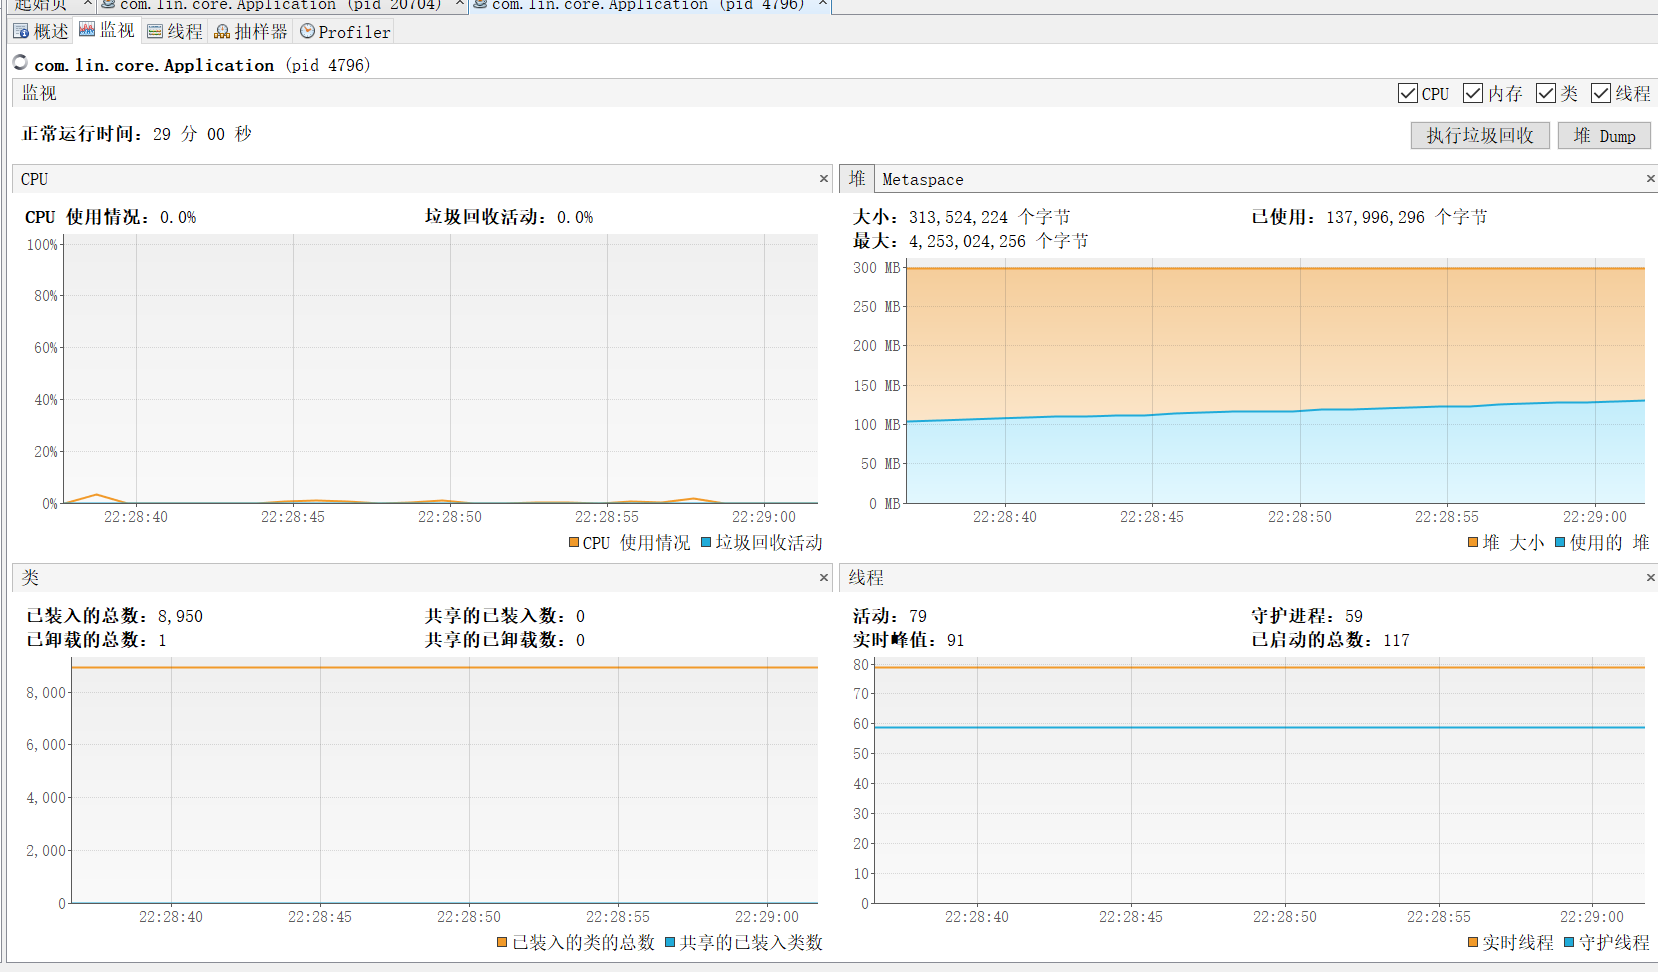 起始页 × com.lin.core.Application (pid 20704) × com.lin.core.Application (pid 4796) ×
概述 监视 线程 抽样器 Profiler
com.lin.core.Application (pid 4796)
监视 CPU 内存 类 线程
正常运行时间: 29 分 00 秒 执行垃圾回收 堆 Dump
CPU ×
CPU 使用情况: 0.0% 垃圾回收活动: 0.0%
100%
80%
60%
40%
20%
0%
22:28:40 22:28:45 22:28:50 22:28:55 22:29:00
CPU 使用情况 垃圾回收活动
堆 Metaspace ×
大小: 313,524,224 个字节 已使用: 137,996,296 个字节
最大: 4,253,024,256 个字节
300 MB
250 MB
200 MB
150 MB
100 MB
50 MB
0 MB
22:28:40 22:28:45 22:28:50 22:28:55 22:29:00
堆 大小 使用的 堆
类 ×
已装入的总数: 8,950 共享的已装入数: 0
已卸载的总数: 1 共享的已卸载数: 0
8,000
6,000
4,000
2,000
0
22:28:40 22:28:45 22:28:50 22:28:55 22:29:00
已装入的类的总数 共享的已装入类数
线程 ×
活动: 79 守护进程: 59
实时峰值: 91 已启动的总数: 117
80
70
60
50
40
30
20
10
0
22:28:40 22:28:45 22:28:50 22:28:55 22:29:00
实时线程 守护线程